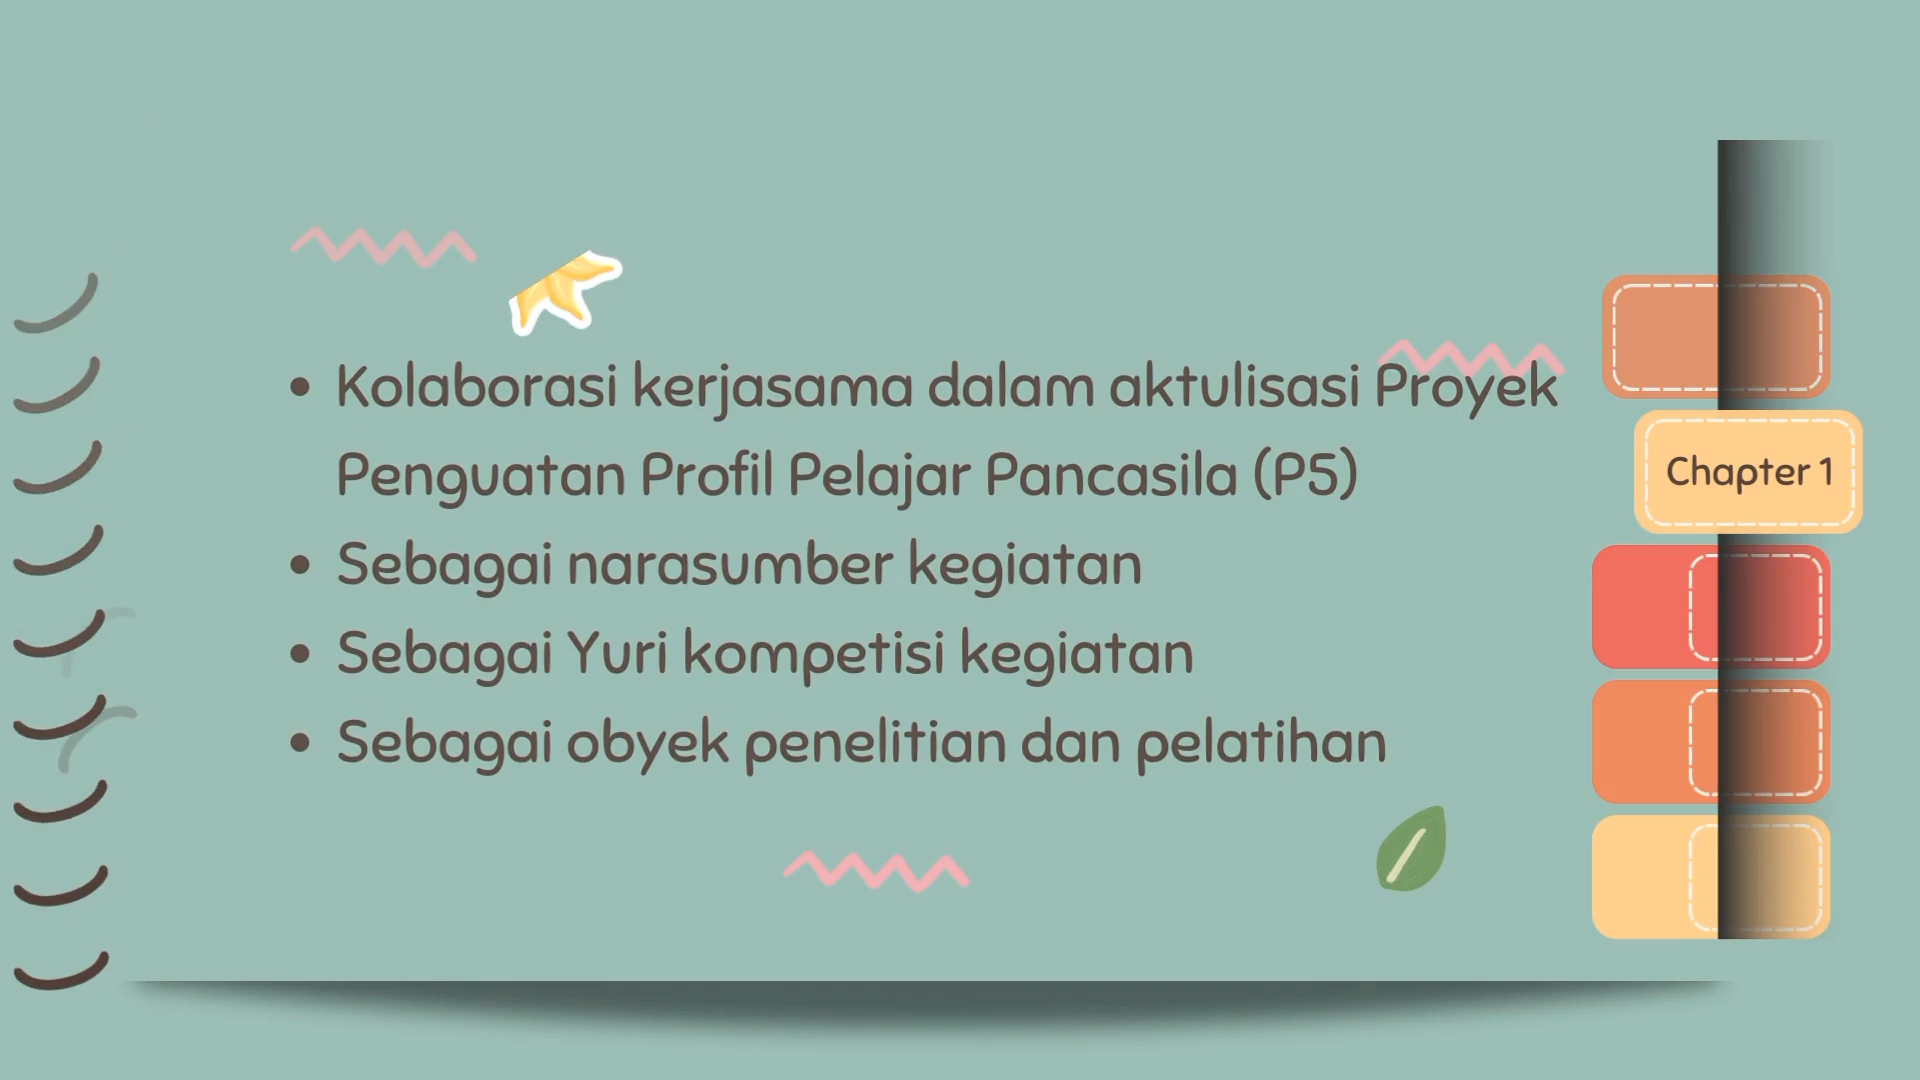 • Kolaborasi kerjasama dalam aktulisasi Proyek
Penguatan Profil Pelajar Pancasila (P5)
• Sebagai narasumber kegiatan
• Sebagai Yuri kompetisi kegiatan
• Sebagai obyek penelitian dan pelatihan
Chapter 1